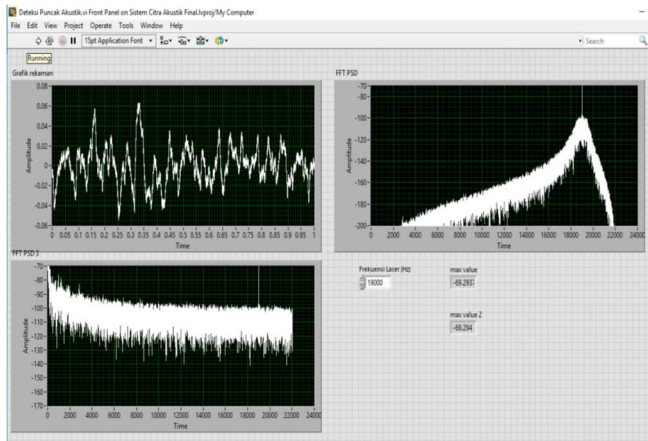 Deteksi Puncak Akustik.vi Front Panel on Sistem Citra Akustik Final.lvproj/My Computer
File Edit View Project Operate Tools Window Help
15pt Application Font
Search
Running
Grafik rekaman
0.08
0.06
0.04
0.02
0
-0.02
-0.04
-0.06
Amplitude
0 0.05 0.1 0.15 0.2 0.25 0.3 0.35 0.4 0.45 0.5 0.55 0.6 0.65 0.7 0.75 0.8 0.85 0.9 0.95 1
Time
FFT PSD
-70
-80
-100
-120
-140
-160
-180
-200
Amplitude
0 2000 4000 6000 8000 10000 12000 14000 16000 18000 20000 22000 24000
Time
FFT PSD 3
-70
-80
-90
-100
-110
-120
-130
-140
-150
-160
-170
Amplitude
0 2000 4000 6000 8000 10000 12000 14000 16000 18000 20000 22000 24000
Time
Frekuensi Laser (Hz)
19000
max value
-69.293
max value 2
-69.294